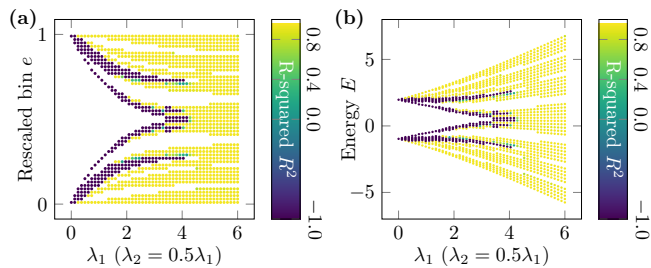 (a)
1
0
Rescaled bin e
0 2 4 6
λ₁ (λ₂ = 0.5λ₁)
0.8
0.4
0.0
−1.0
R-squared R²
(b)
5
0
−5
Energy E
0 2 4 6
λ₁ (λ₂ = 0.5λ₁)
0.8
0.4
0.0
−1.0
R-squared R²